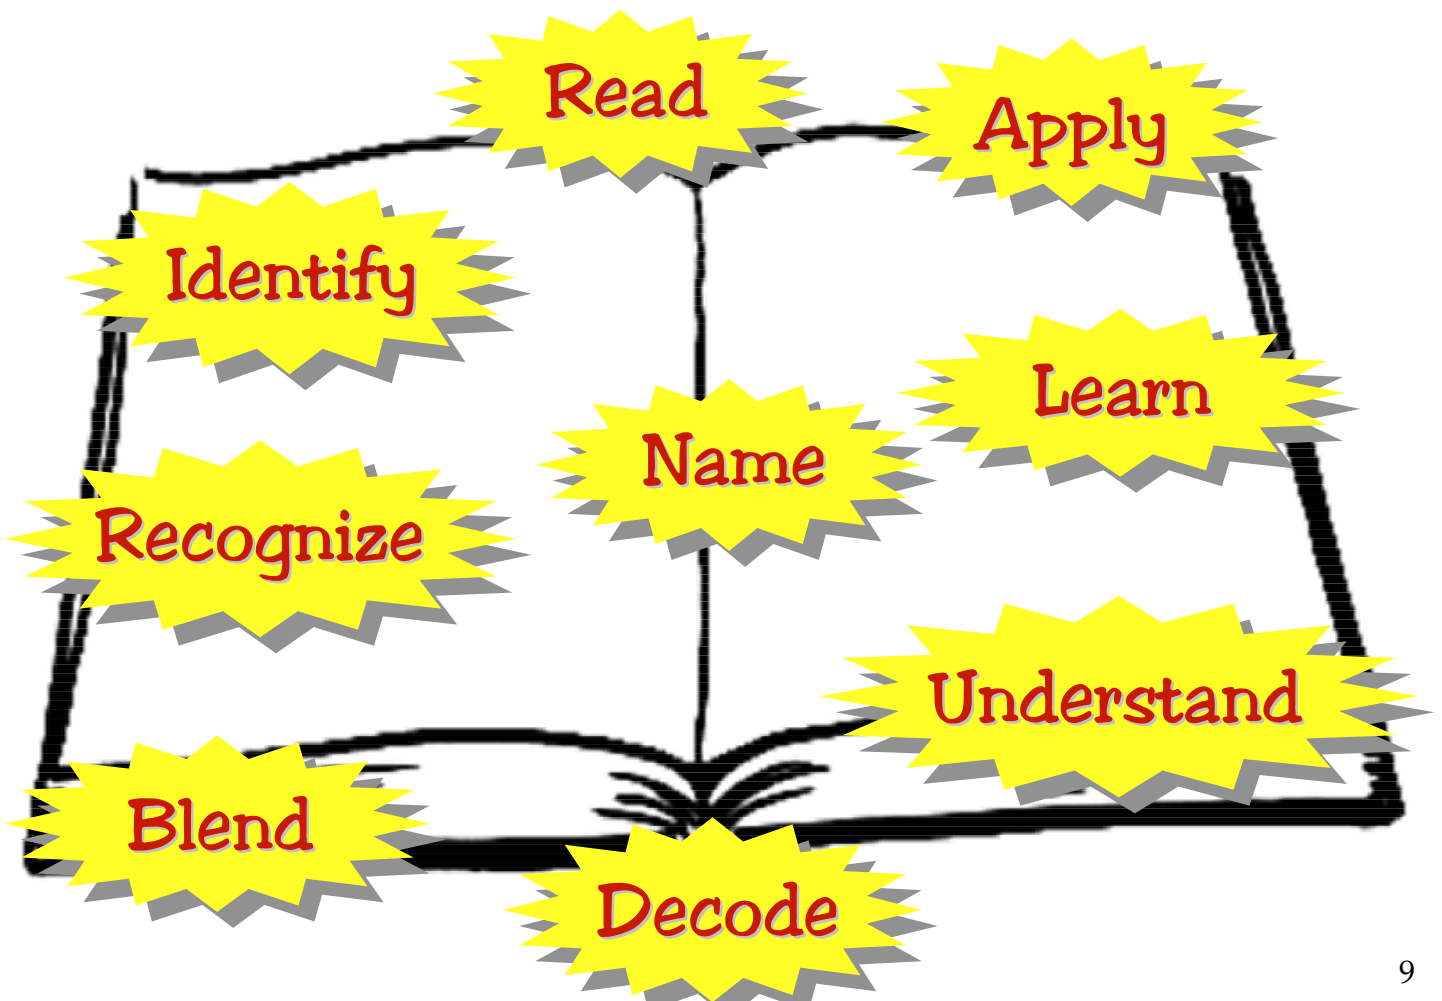 Read
Apply
Identify
Learn
Name
Recognize
Understand
Blend
Decode
9